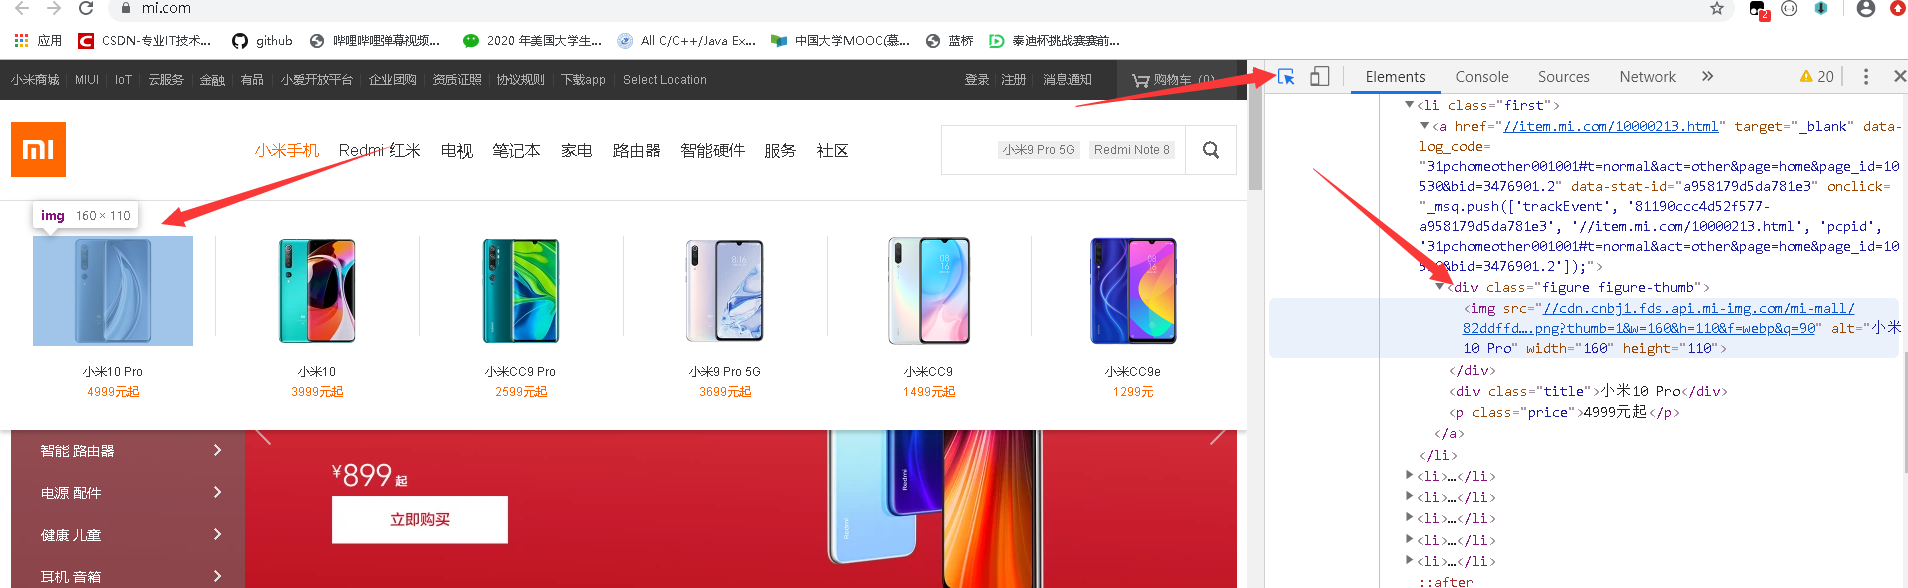 mi.com
2
应用 CSDN-专业IT技术... github 哔哩哔哩弹幕视频... 2020 年美国大学生... All C/C++/Java Ex... 中国大学MOOC(慕... 蓝桥 泰迪杯挑战赛赛前...
小米商城 MIUI IoT 云服务 金融 有品 小爱开放平台 企业团购 资质证照 协议规则 下载app Select Location 登录 注册 消息通知 购物车 (0)
Elements Console Sources Network » 20
小米手机 Redmi 红米 电视 笔记本 家电 路由器 智能硬件 服务 社区
小米9 Pro 5G Redmi Note 8
img 160 × 110
小米10 Pro 小米10 小米CC9 Pro 小米9 Pro 5G 小米CC9 小米CC9e
4999元起 3999元起 2599元起 3699元起 1499元起 1299元
智能 路由器
电源 配件
健康 儿童
耳机 音箱
¥899起
立即购买
Redmi
Redmi
<li class="first">
<a href="//item.mi.com/10000213.html" target="_blank" data-
log_code=
"31pchomeother001001#t=normal&act=other&page=home&page_id=10
530&bid=3476901.2" data-stat-id="a958179d5da781e3" onclick=
"_msq.push(['trackEvent', '81190ccc4d52f577-
a958179d5da781e3', '//item.mi.com/10000213.html', 'pcpid',
'31pchomeother001001#t=normal&act=other&page=home&page_id=10
530&bid=3476901.2']);">
<div class="figure figure-thumb">
<img src="//cdn.cnbj1.fds.api.mi-img.com/mi-mall/
82ddffd….png?thumb=1&w=160&h=110&f=webp&q=90" alt="小米
10 Pro" width="160" height="110">
</div>
<div class="title">小米10 Pro</div>
<p class="price">4999元起</p>
</a>
</li>
<li>…</li>
<li>…</li>
<li>…</li>
<li>…</li>
<li>…</li>
::after